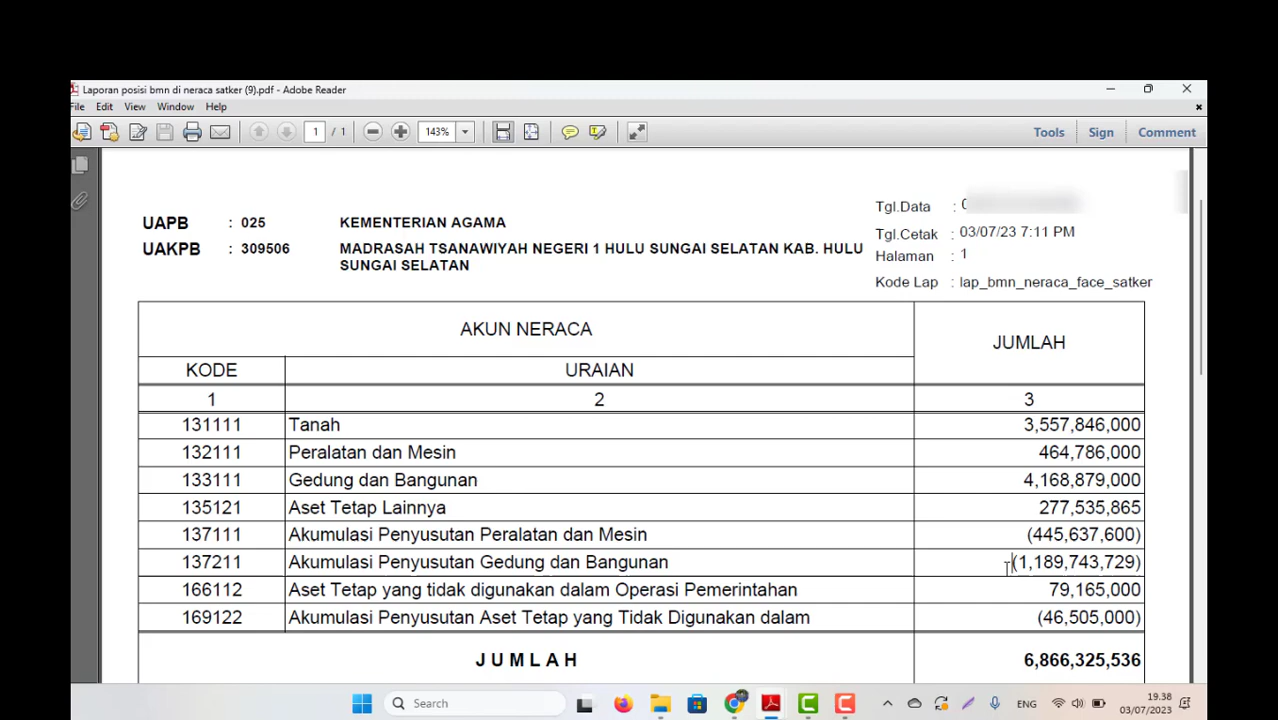 Laporan posisi bmn di neraca satker (9).pdf - Adobe Reader
File Edit View Window Help
1 / 1 143% Tools Sign Comment
UAPB : 025 KEMENTERIAN AGAMA
UAKPB : 309506 MADRASAH TSANAWIYAH NEGERI 1 HULU SUNGAI SELATAN KAB. HULU
SUNGAI SELATAN
Tgl.Data : 0
Tgl.Cetak : 03/07/23 7:11 PM
Halaman : 1
Kode Lap : lap_bmn_neraca_face_satker
AKUN NERACA JUMLAH
KODE URAIAN
1 2 3
131111 Tanah 3,557,846,000
132111 Peralatan dan Mesin 464,786,000
133111 Gedung dan Bangunan 4,168,879,000
135121 Aset Tetap Lainnya 277,535,865
137111 Akumulasi Penyusutan Peralatan dan Mesin (445,637,600)
137211 Akumulasi Penyusutan Gedung dan Bangunan (1,189,743,729)
166112 Aset Tetap yang tidak digunakan dalam Operasi Pemerintahan 79,165,000
169122 Akumulasi Penyusutan Aset Tetap yang Tidak Digunakan dalam (46,505,000)
J U M L A H 6,866,325,536
Search ENG 19.38
03/07/2023